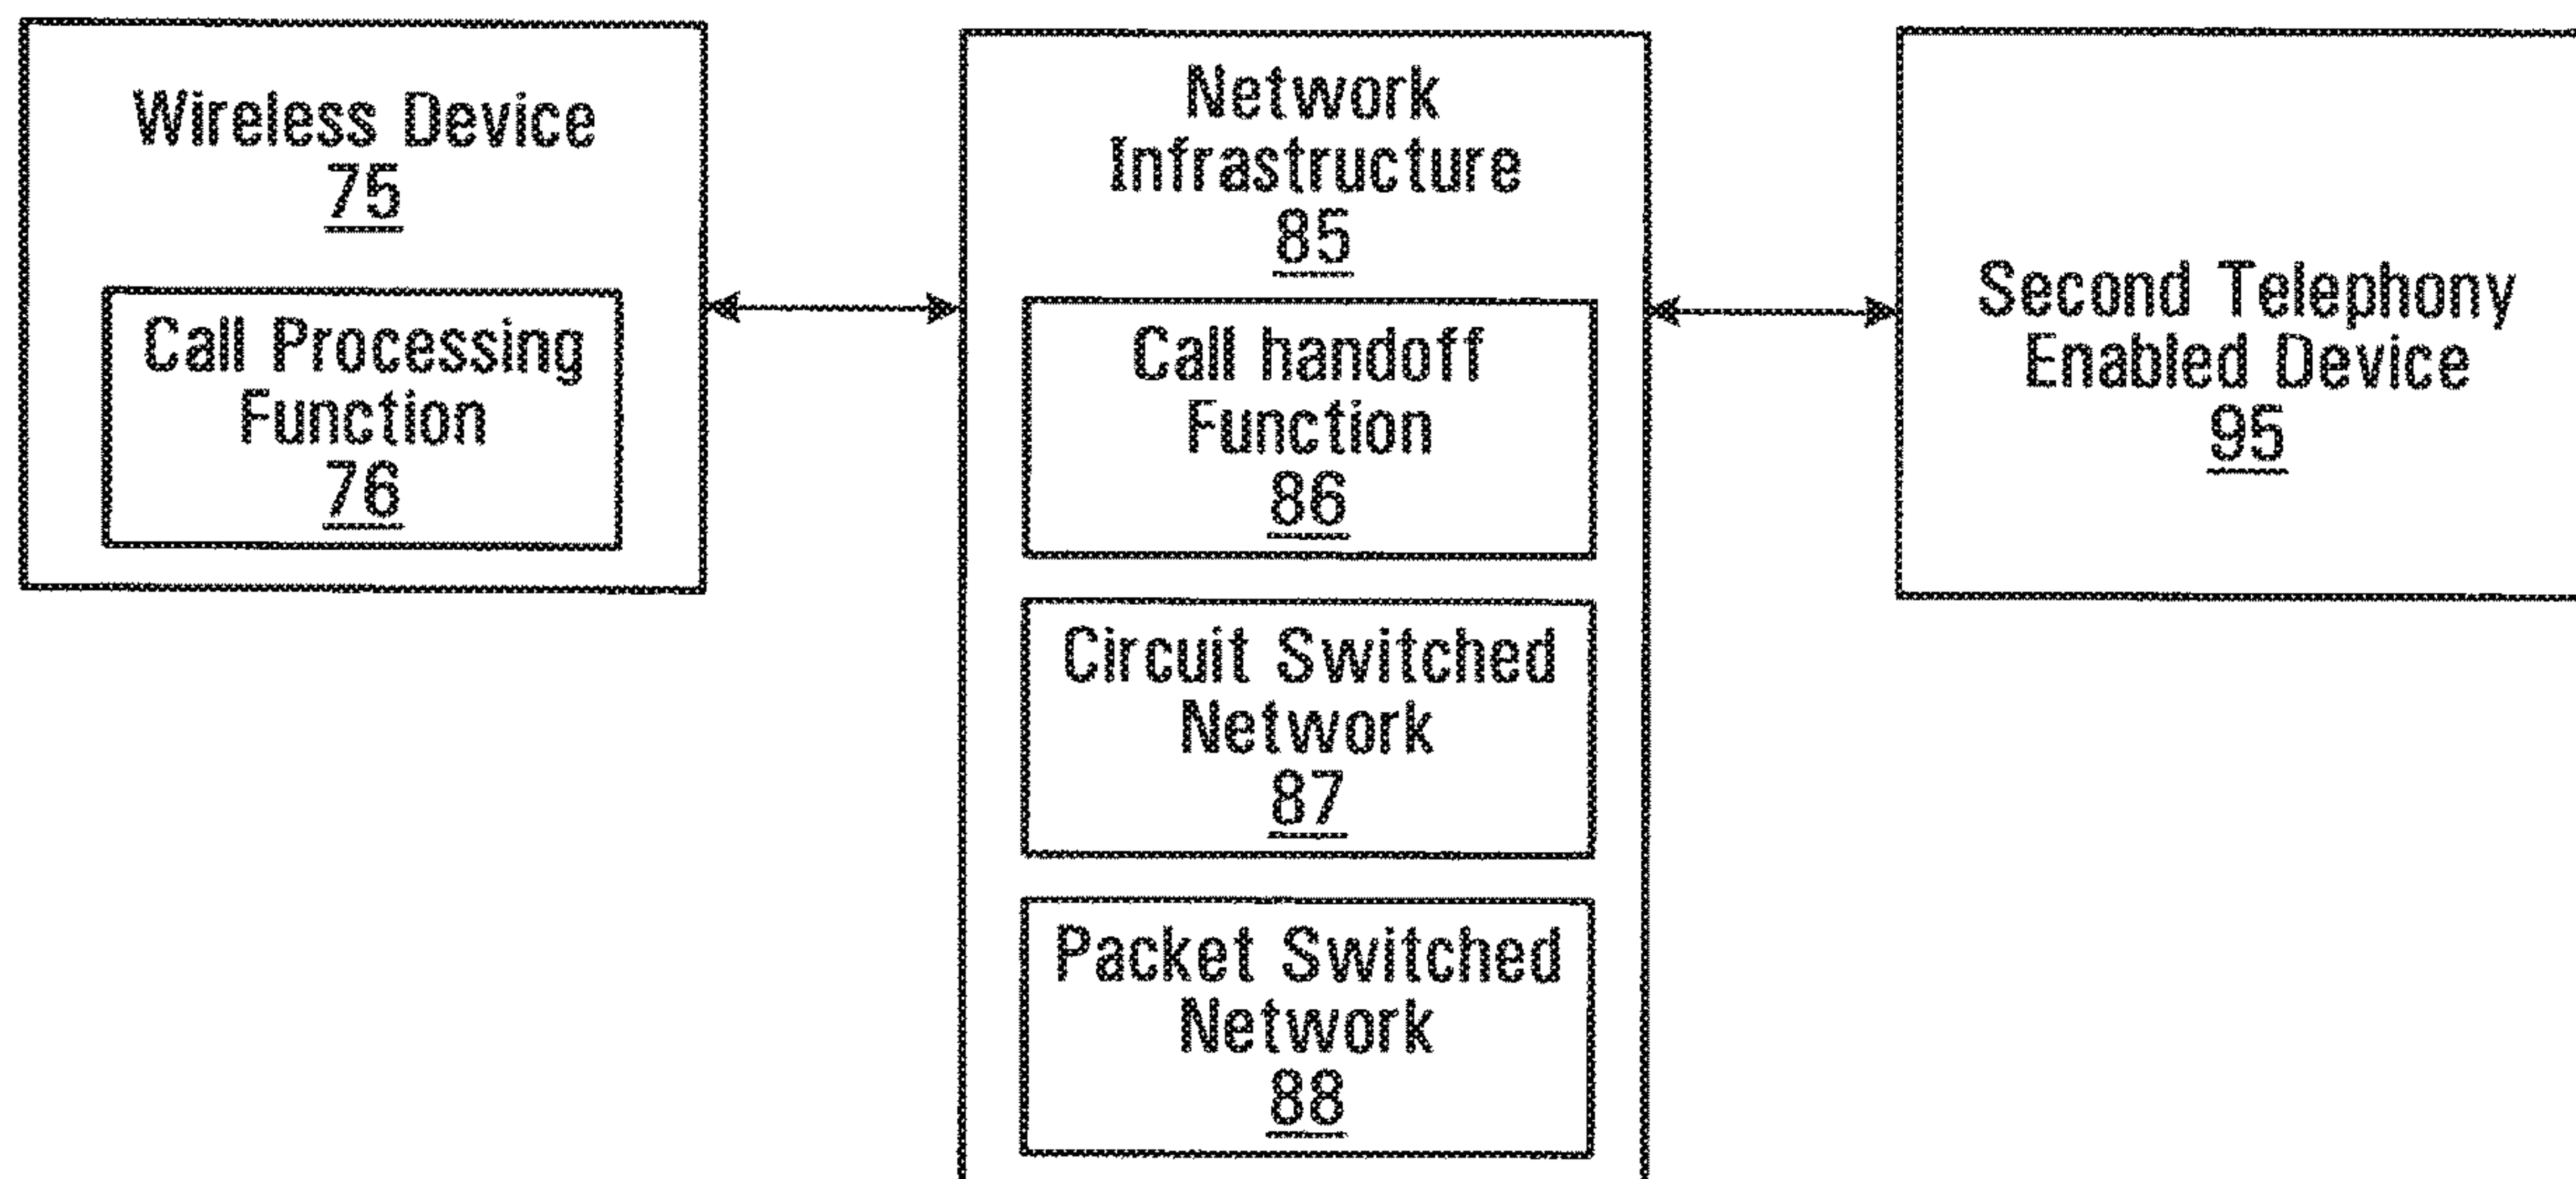 Wireless Device
75
Call Processing
Function
76
Network
Infrastructure
85
Call handoff
Function
86
Circuit Switched
Network
87
Packet Switched
Network
88
Second Telephony
Enabled Device
95